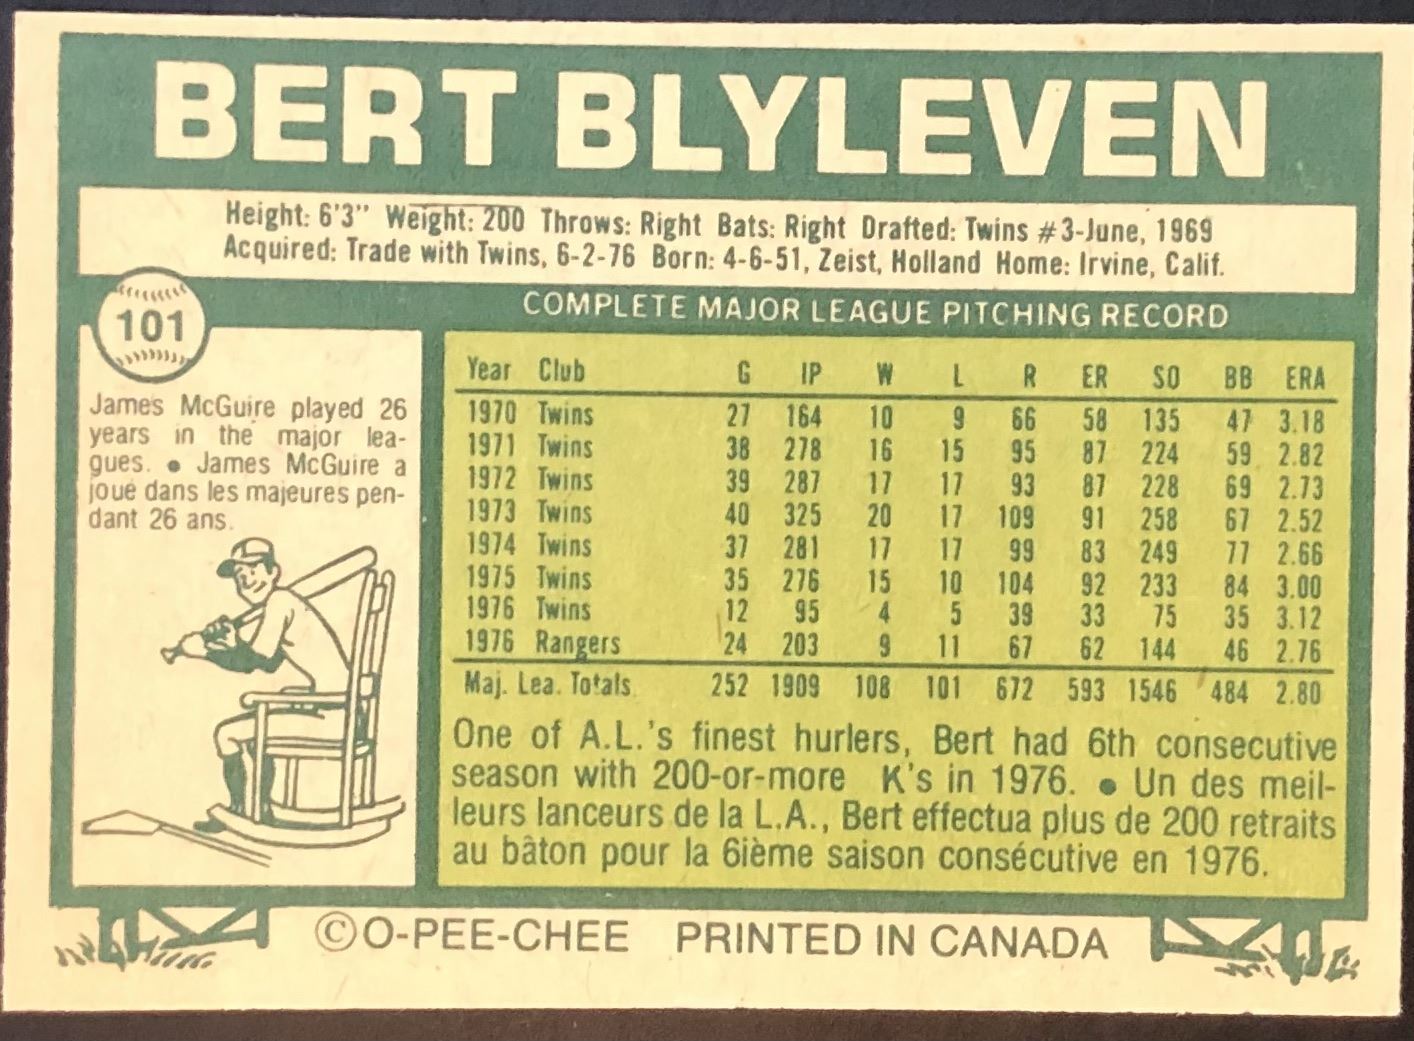 BERT BLYLEVEN
Height: 6'3" Weight: 200 Throws: Right Bats: Right Drafted: Twins #3-June, 1969
Acquired: Trade with Twins, 6-2-76 Born: 4-6-51, Zeist, Holland Home: Irvine, Calif.
101
James McGuire played 26
years in the major lea-
gues. • James McGuire a
joué dans les majeures pen-
dant 26 ans.
COMPLETE MAJOR LEAGUE PITCHING RECORD
Year Club G IP W L R ER SO BB ERA
1970 Twins 27 164 10 9 66 58 135 47 3.18
1971 Twins 38 278 16 15 95 87 224 59 2.82
1972 Twins 39 287 17 17 93 87 228 69 2.73
1973 Twins 40 325 20 17 109 91 258 67 2.52
1974 Twins 37 281 17 17 99 83 249 77 2.66
1975 Twins 35 276 15 10 104 92 233 84 3.00
1976 Twins 12 95 4 5 39 33 75 35 3.12
1976 Rangers 24 203 9 11 67 62 144 46 2.76
Maj. Lea. Totals 252 1909 108 101 672 593 1546 484 2.80
One of A.L.'s finest hurlers, Bert had 6th consecutive
season with 200-or-more K's in 1976. • Un des meil-
leurs lanceurs de la L.A., Bert effectua plus de 200 retraits
au bâton pour la 6ième saison consécutive en 1976.
©O-PEE-CHEE PRINTED IN CANADA